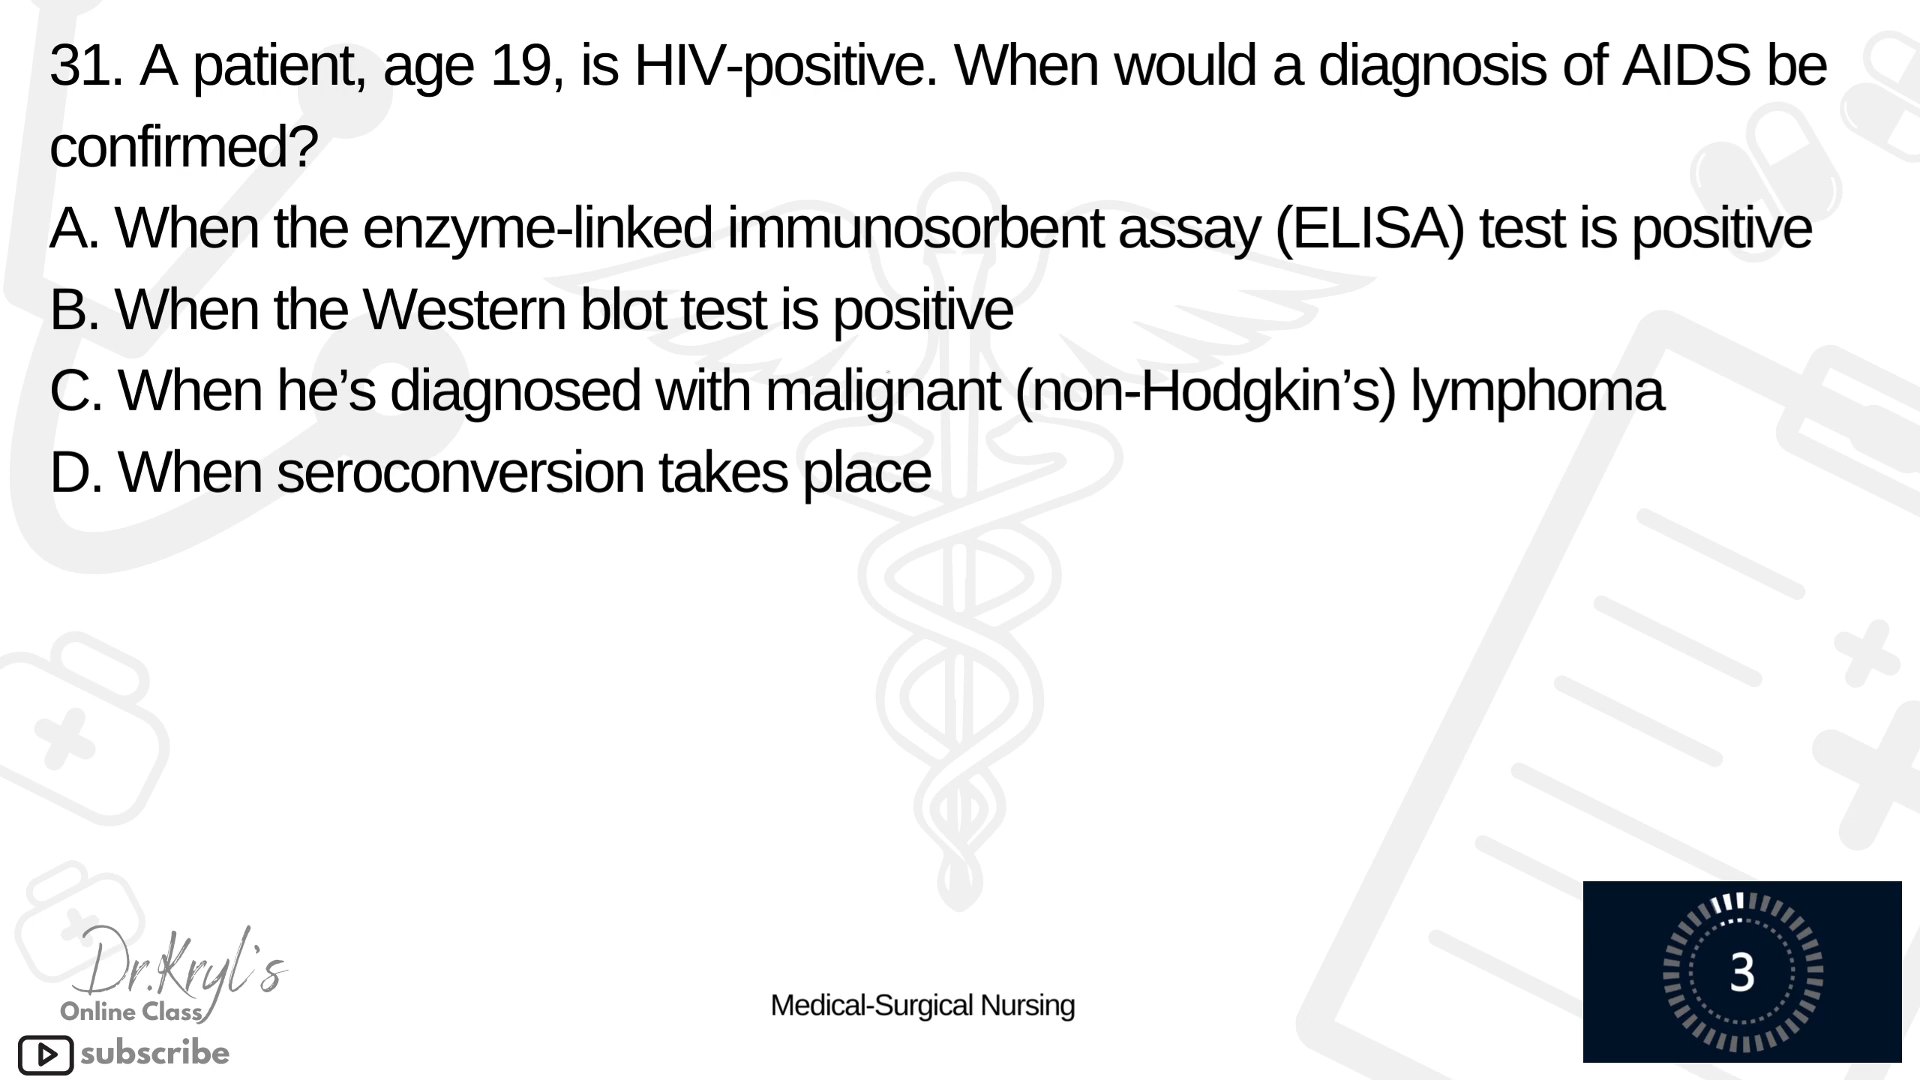 31. A patient, age 19, is HIV-positive. When would a diagnosis of AIDS be
confirmed?
A. When the enzyme-linked immunosorbent assay (ELISA) test is positive
B. When the Western blot test is positive
C. When he’s diagnosed with malignant (non-Hodgkin’s) lymphoma
D. When seroconversion takes place
Dr.Kryl's
Online Class
subscribe
Medical-Surgical Nursing
3